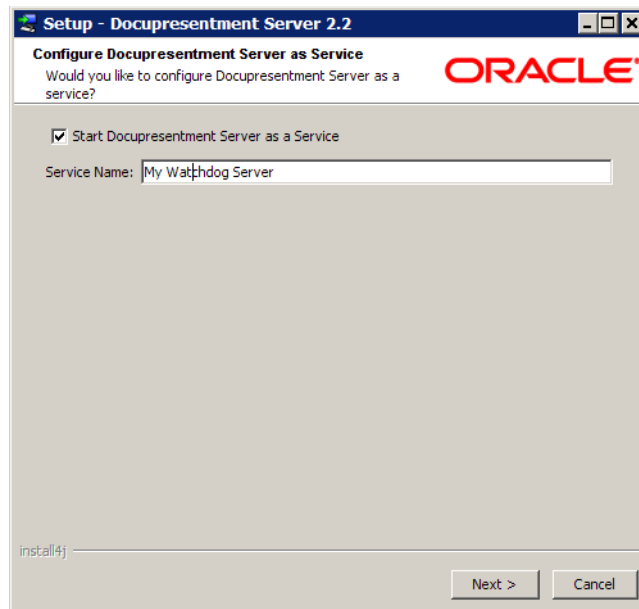 Setup - Docupresentment Server 2.2
Configure Docupresentment Server as Service
Would you like to configure Docupresentment Server as a
service?
ORACLE
Start Docupresentment Server as a Service
Service Name: My Watchdog Server
install4j
Next > Cancel